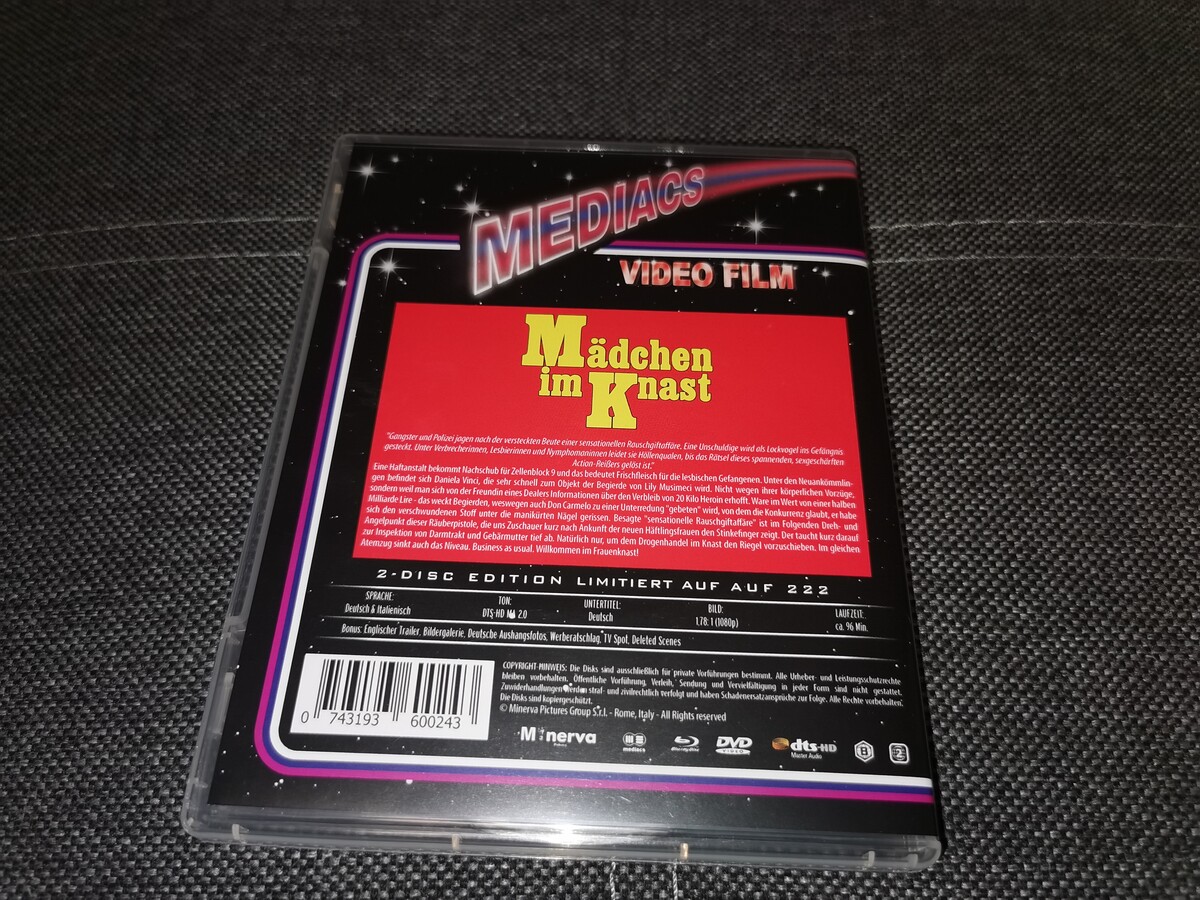 MEDIACS
VIDEO FILM
Mädchen
im Knast
"Gangster und Polizei jagen nach der versteckten Beute einer sensationellen Rauschgiftaffäre. Eine Unschuldige wird als Lockvogel ins Gefängnis
gesteckt. Unter Verbrecherinnen, Lesbierinnen und Nymphomaninnen leidet sie Höllenqualen, bis das Rätsel dieses spannenden, sexgeschärften
Action-Reißers gelöst ist."
Eine Haftanstalt bekommt Nachschub für Zellenblock 9 und das bedeutet Frischfleisch für die lesbischen Gefangenen. Unter den Neuankömmlin-
gen befindet sich Daniela Vinci, die sehr schnell zum Objekt der Begierde von Lily Musimeci wird. Nicht wegen ihrer körperlichen Vorzüge,
sondern weil man sich von der Freundin eines Dealers Informationen über den Verbleib von 20 Kilo Heroin erhofft. Ware im Wert von einer halben
Milliarde Lire - das weckt Begierden, weswegen auch Don Carmelo zu einer Unterredung "gebeten" wird, von dem die Konkurrenz glaubt, er habe
sich den verschwundenen Stoff unter die manikürten Nägel gerissen. Besagte "sensationelle Rauschgiftaffäre" ist im Folgenden Dreh- und
Angelpunkt dieser Räuberpistole, die uns Zuschauer kurz nach Ankunft der neuen Häftlingsfrauen den Stinkefinger zeigt. Der taucht kurz darauf
zur Inspektion von Darmtrakt und Gebärmutter tief ab. Natürlich nur, um dem Drogenhandel im Knast den Riegel vorzuschieben. Im gleichen
Atemzug sinkt auch das Niveau. Business as usual. Willkommen im Frauenknast!
2-DISC EDITION LIMITIERT AUF AUF 222
SPRACHE: TON: UNTERTITEL: BILD: LAUFZEIT:
Deutsch & Italienisch DTS-HD MA 2.0 Deutsch 1.78:1 (1080p) ca. 96 Min.
Bonus: Englischer Trailer, Bildergalerie, Deutsche Aushangsfotos, Werberatschlag, TV Spot, Deleted Scenes
COPYRIGHT-HINWEIS: Die Disks sind ausschließlich für private Vorführungen bestimmt. Alle Urheber- und Leistungsschutzrechte
bleiben vorbehalten. Öffentliche Vorführung, Verleih, Sendung und Vervielfältigung in jeder Form sind nicht gestattet.
Zuwiderhandlungen werden straf- und zivilrechtlich verfolgt und haben Schadenersatzansprüche zur Folge. Alle Rechte vorbehalten.
Die Disks sind kopiergeschützt.
© Minerva Pictures Group S.r.l. - Rome, Italy - All Rights reserved
0 743193 600243
Minerva mediacs Blu-ray Disc DVD VIDEO dts-HD Master Audio B 2